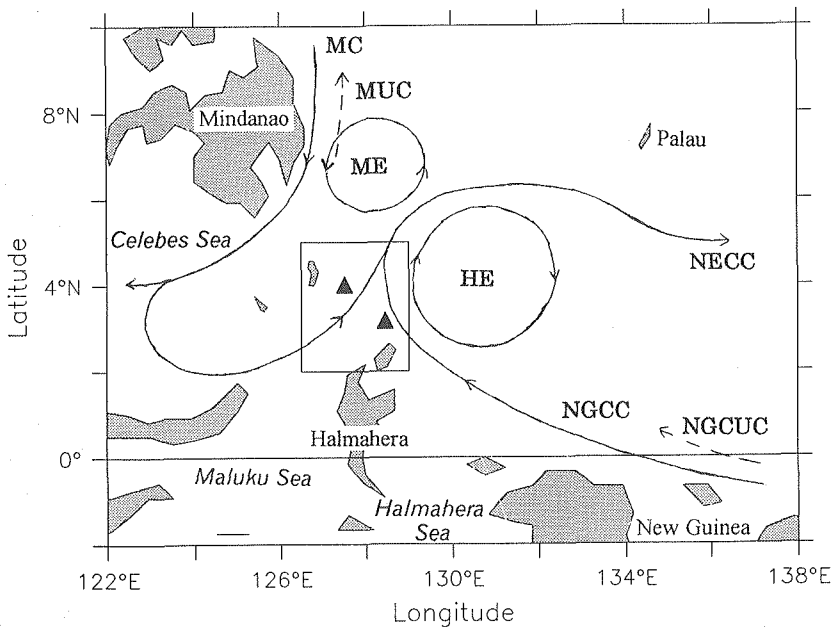 MC
MUC
8°N
Mindanao
ME
Palau
Celebes Sea
NECC
4°N
HE
Latitude
NGCC
NGCUC
Halmahera
0°
Maluku Sea
Halmahera
Sea
New Guinea
122°E
126°E
130°E
134°E
138°E
Longitude